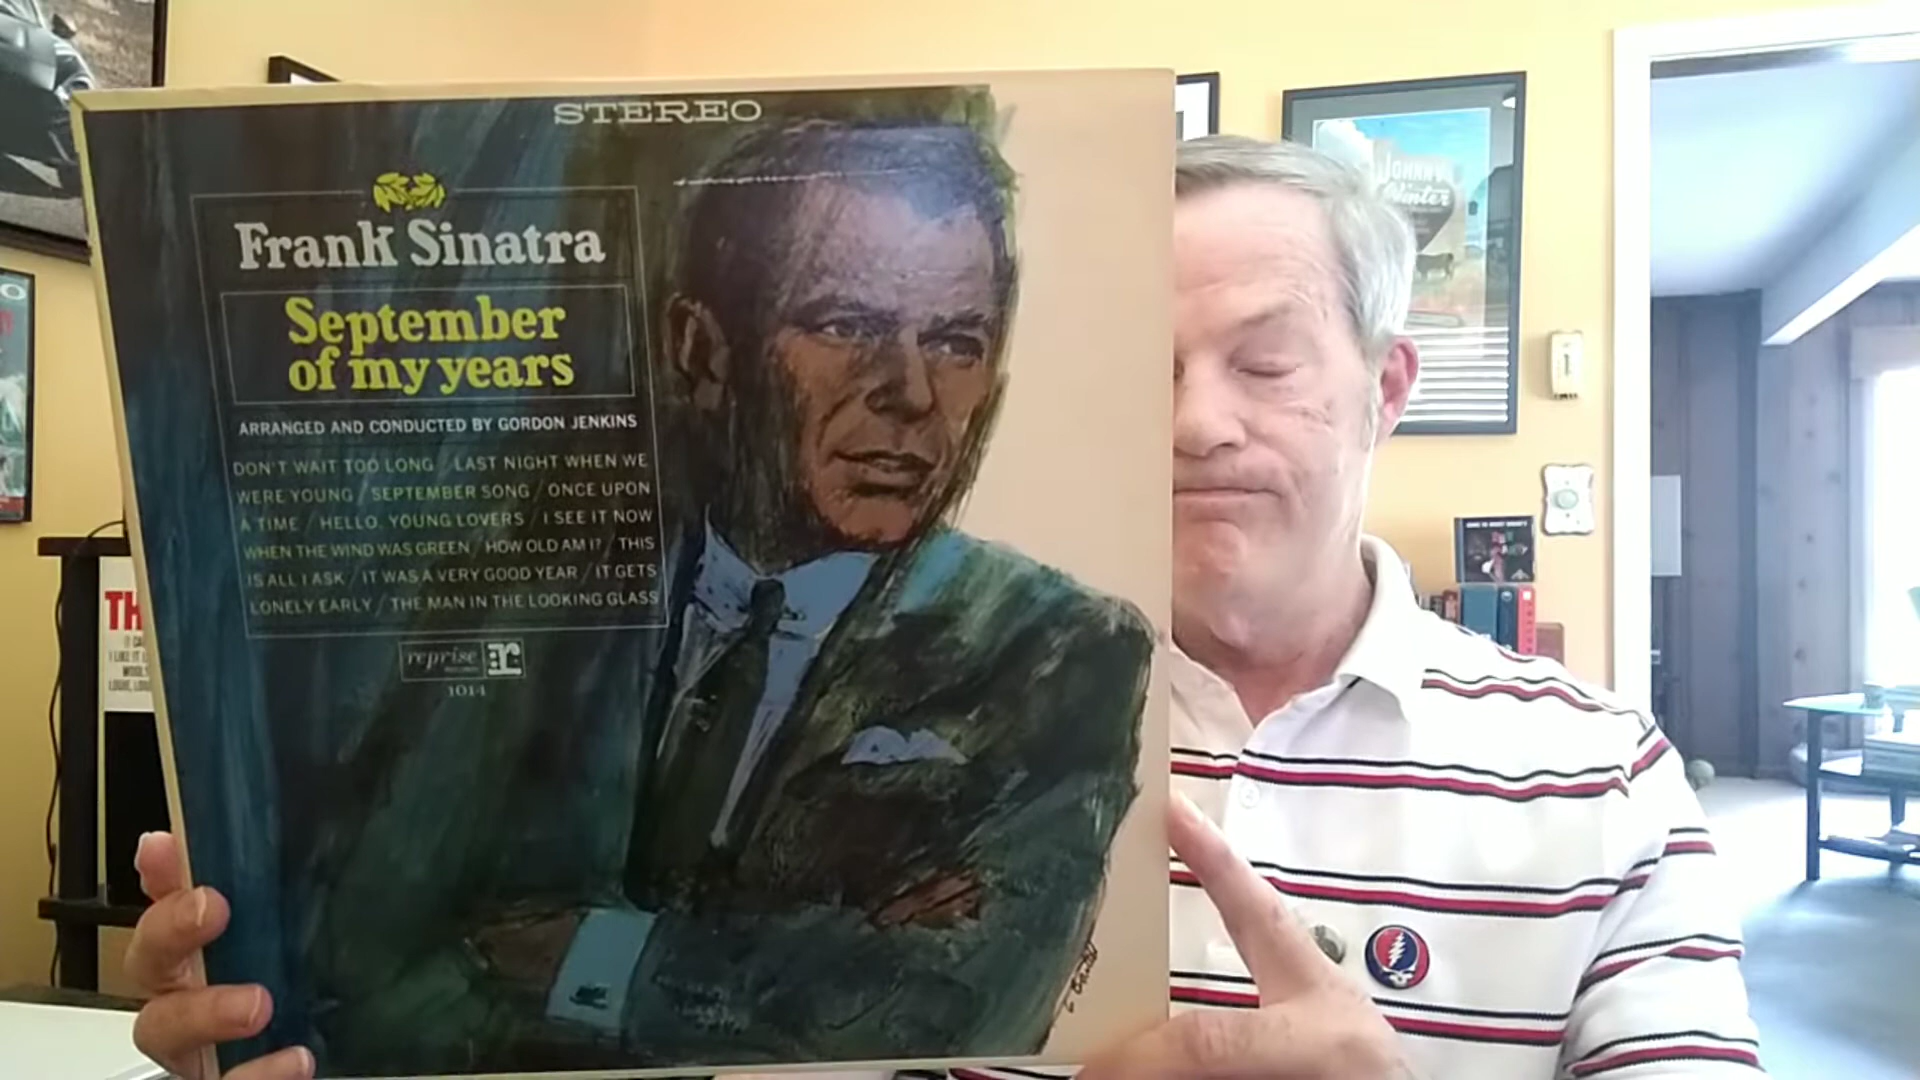 STEREO
Frank Sinatra
September
of my years
ARRANGED AND CONDUCTED BY GORDON JENKINS
DON'T WAIT TOO LONG / LAST NIGHT WHEN WE
WERE YOUNG / SEPTEMBER SONG / ONCE UPON
A TIME / HELLO, YOUNG LOVERS / I SEE IT NOW
WHEN THE WIND WAS GREEN / HOW OLD AM I? / THIS
IS ALL I ASK / IT WAS A VERY GOOD YEAR / IT GETS
LONELY EARLY / THE MAN IN THE LOOKING GLASS
reprise r
1014
JOHNNY
Winter
TH